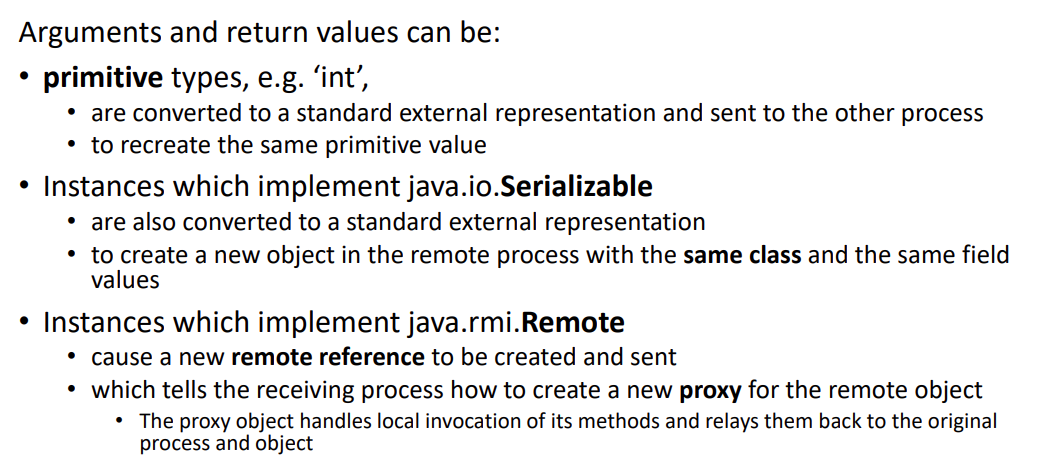 Arguments and return values can be:
• primitive types, e.g. ‘int’,
• are converted to a standard external representation and sent to the other process
• to recreate the same primitive value
• Instances which implement java.io.Serializable
• are also converted to a standard external representation
• to create a new object in the remote process with the same class and the same field
values
• Instances which implement java.rmi.Remote
• cause a new remote reference to be created and sent
• which tells the receiving process how to create a new proxy for the remote object
• The proxy object handles local invocation of its methods and relays them back to the original
process and object